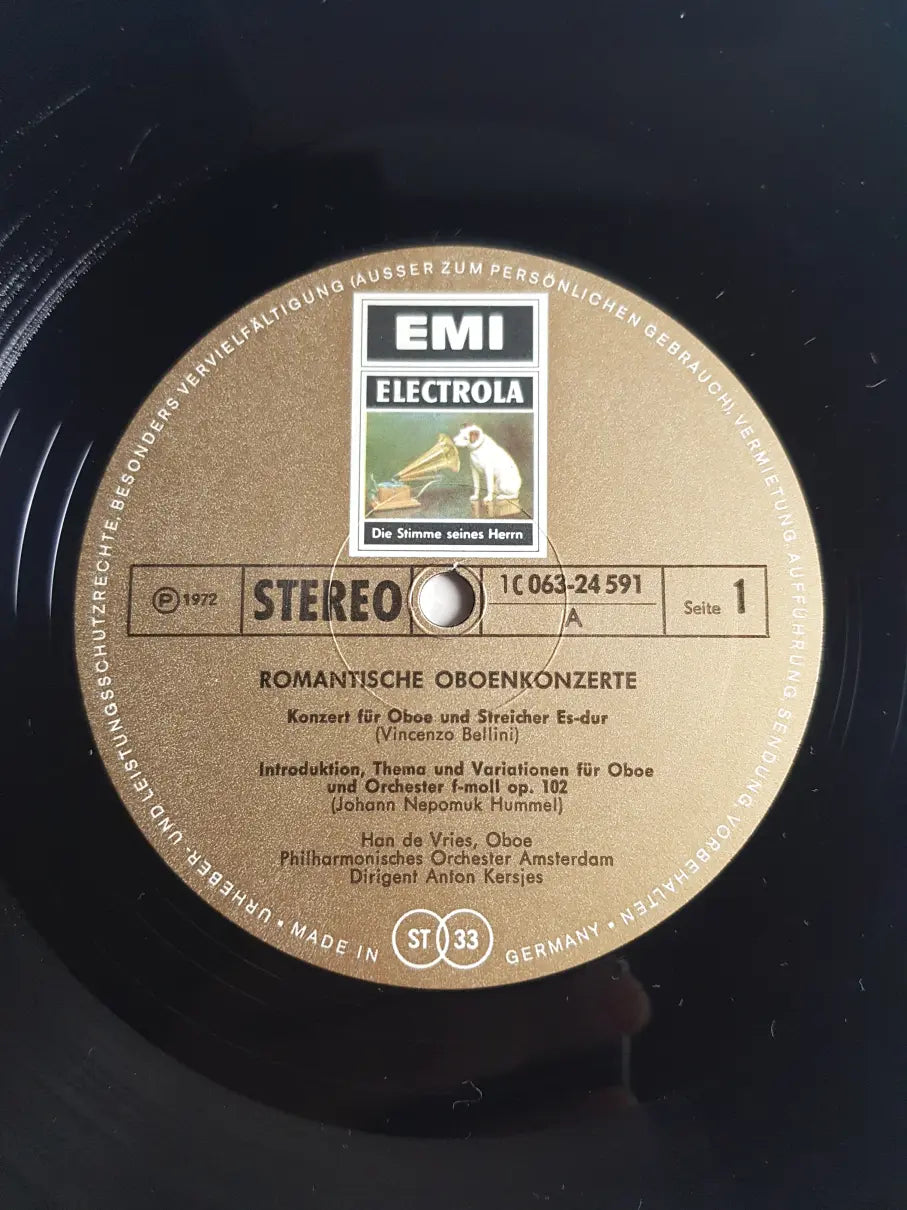 URHEBER- UND LEISTUNGSSCHUTZRECHTE, BESONDERS VERVIELFÄLTIGUNG (AUSSER ZUM PERSÖNLICHEN GEBRAUCH), VERMIETUNG, AUFFÜHRUNG, SENDUNG, VORBEHALTEN •
EMI
ELECTROLA
Die Stimme seines Herrn
℗ 1972
STEREO
1C 063-24 591
A
Seite 1
ROMANTISCHE OBOENKONZERTE
Konzert für Oboe und Streicher Es-dur
(Vincenzo Bellini)
Introduktion, Thema und Variationen für Oboe
und Orchester f-moll op. 102
(Johann Nepomuk Hummel)
Han de Vries, Oboe
Philharmonisches Orchester Amsterdam
Dirigent Anton Kersjes
• MADE IN
ST 33
GERMANY